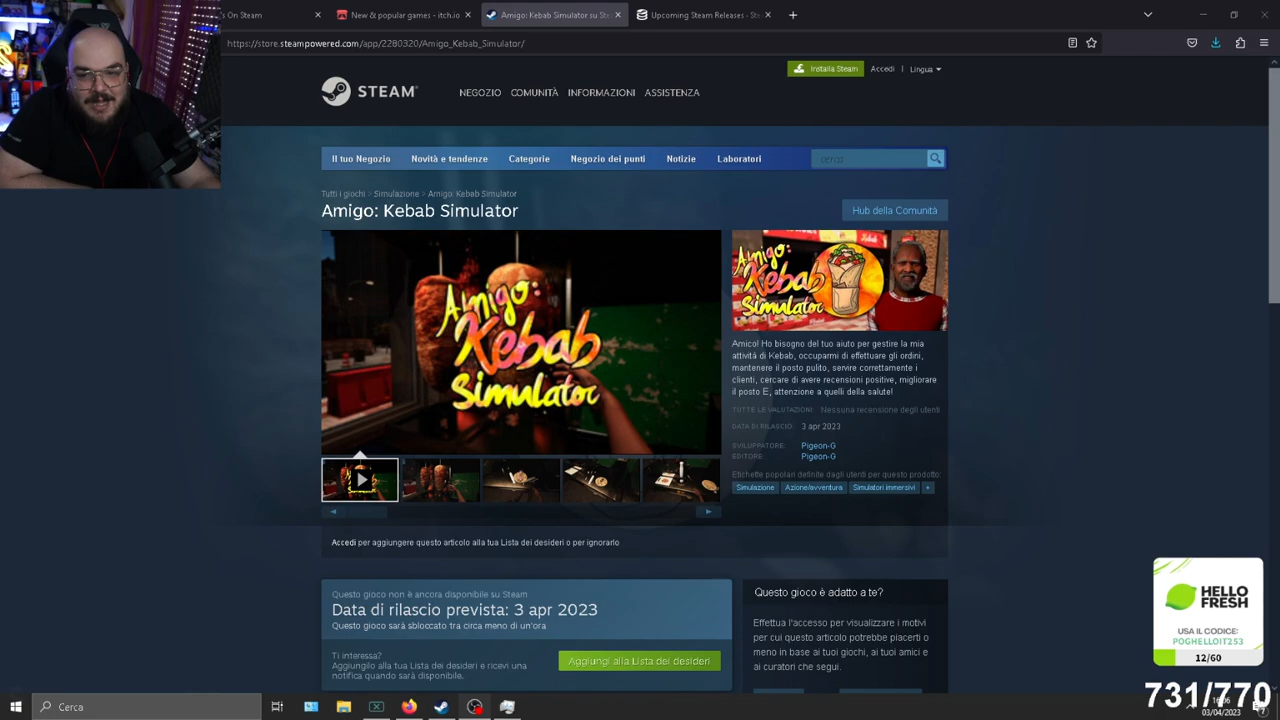 s On Steam
New & popular games - itch.io
Amigo: Kebab Simulator su Ste
Upcoming Steam Releases - Ste
https://store.steampowered.com/app/2280320/Amigo_Kebab_Simulator/
Installa Steam
Accedi
|
Lingua
STEAM
NEGOZIO
COMUNITÀ
INFORMAZIONI
ASSISTENZA
Il tuo Negozio
Novità e tendenze
Categorie
Negozio dei punti
Notizie
Laboratori
cerca
Tutti i giochi > Simulazione > Amigo: Kebab Simulator
Amigo: Kebab Simulator
Hub della Comunità
Amigo:
Kebab
Simulator
Amigo:
Kebab
Simulator
Amico! Ho bisogno del tuo aiuto per gestire la mia
attività di Kebab, occuparmi di effettuare gli ordini,
mantenere il posto pulito, servire correttamente i
clienti, cercare di avere recensioni positive, migliorare
il posto E, attenzione a quelli della salute!
TUTTE LE VALUTAZIONI: Nessuna recensione degli utenti
DATA DI RILASCIO: 3 apr 2023
SVILUPPATORE: Pigeon-G
EDITORE: Pigeon-G
Etichette popolari definite dagli utenti per questo prodotto:
Simulazione
Azione/avventura
Simulatori immersivi
+
Accedi per aggiungere questo articolo alla tua Lista dei desideri o per ignorarlo
Questo gioco non è ancora disponibile su Steam
Data di rilascio prevista: 3 apr 2023
Questo gioco sarà sbloccato tra circa meno di un'ora
Ti interessa?
Aggiungilo alla tua Lista dei desideri e ricevi una
notifica quando sarà disponibile.
Aggiungi alla Lista dei desideri
Questo gioco è adatto a te?
Effettua l'accesso per visualizzare i motivi
per cui questo articolo potrebbe piacerti o
meno in base ai tuoi giochi, ai tuoi amici e
ai curatori che segui.
HELLO
FRESH
USA IL CODICE:
POGHELLOIT253
12/60
731/770
Cerca
16:06
03/04/2023